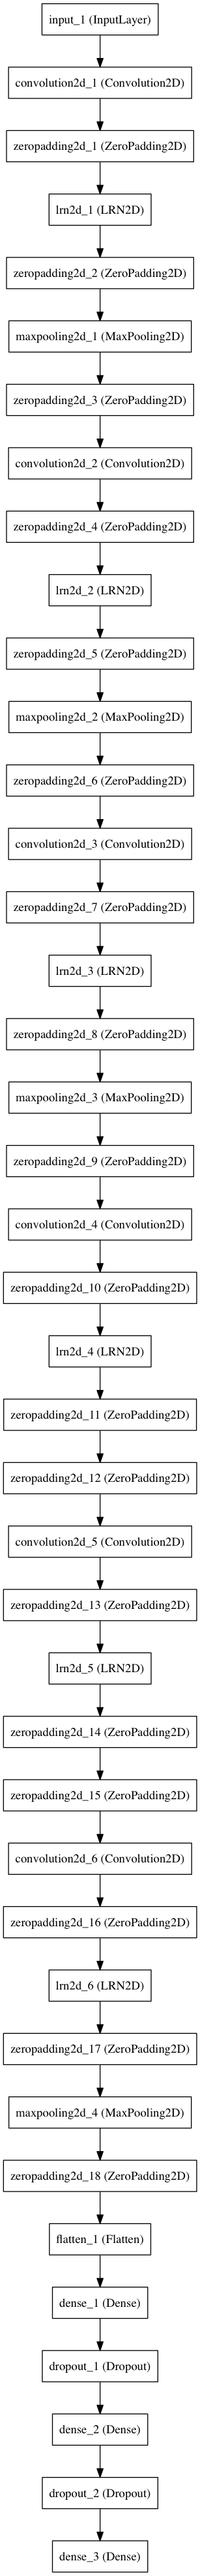 input_1 (InputLayer)
convolution2d_1 (Convolution2D)
zeropadding2d_1 (ZeroPadding2D)
lrn2d_1 (LRN2D)
zeropadding2d_2 (ZeroPadding2D)
maxpooling2d_1 (MaxPooling2D)
zeropadding2d_3 (ZeroPadding2D)
convolution2d_2 (Convolution2D)
zeropadding2d_4 (ZeroPadding2D)
lrn2d_2 (LRN2D)
zeropadding2d_5 (ZeroPadding2D)
maxpooling2d_2 (MaxPooling2D)
zeropadding2d_6 (ZeroPadding2D)
convolution2d_3 (Convolution2D)
zeropadding2d_7 (ZeroPadding2D)
lrn2d_3 (LRN2D)
zeropadding2d_8 (ZeroPadding2D)
maxpooling2d_3 (MaxPooling2D)
zeropadding2d_9 (ZeroPadding2D)
convolution2d_4 (Convolution2D)
zeropadding2d_10 (ZeroPadding2D)
lrn2d_4 (LRN2D)
zeropadding2d_11 (ZeroPadding2D)
zeropadding2d_12 (ZeroPadding2D)
convolution2d_5 (Convolution2D)
zeropadding2d_13 (ZeroPadding2D)
lrn2d_5 (LRN2D)
zeropadding2d_14 (ZeroPadding2D)
zeropadding2d_15 (ZeroPadding2D)
convolution2d_6 (Convolution2D)
zeropadding2d_16 (ZeroPadding2D)
lrn2d_6 (LRN2D)
zeropadding2d_17 (ZeroPadding2D)
maxpooling2d_4 (MaxPooling2D)
zeropadding2d_18 (ZeroPadding2D)
flatten_1 (Flatten)
dense_1 (Dense)
dropout_1 (Dropout)
dense_2 (Dense)
dropout_2 (Dropout)
dense_3 (Dense)